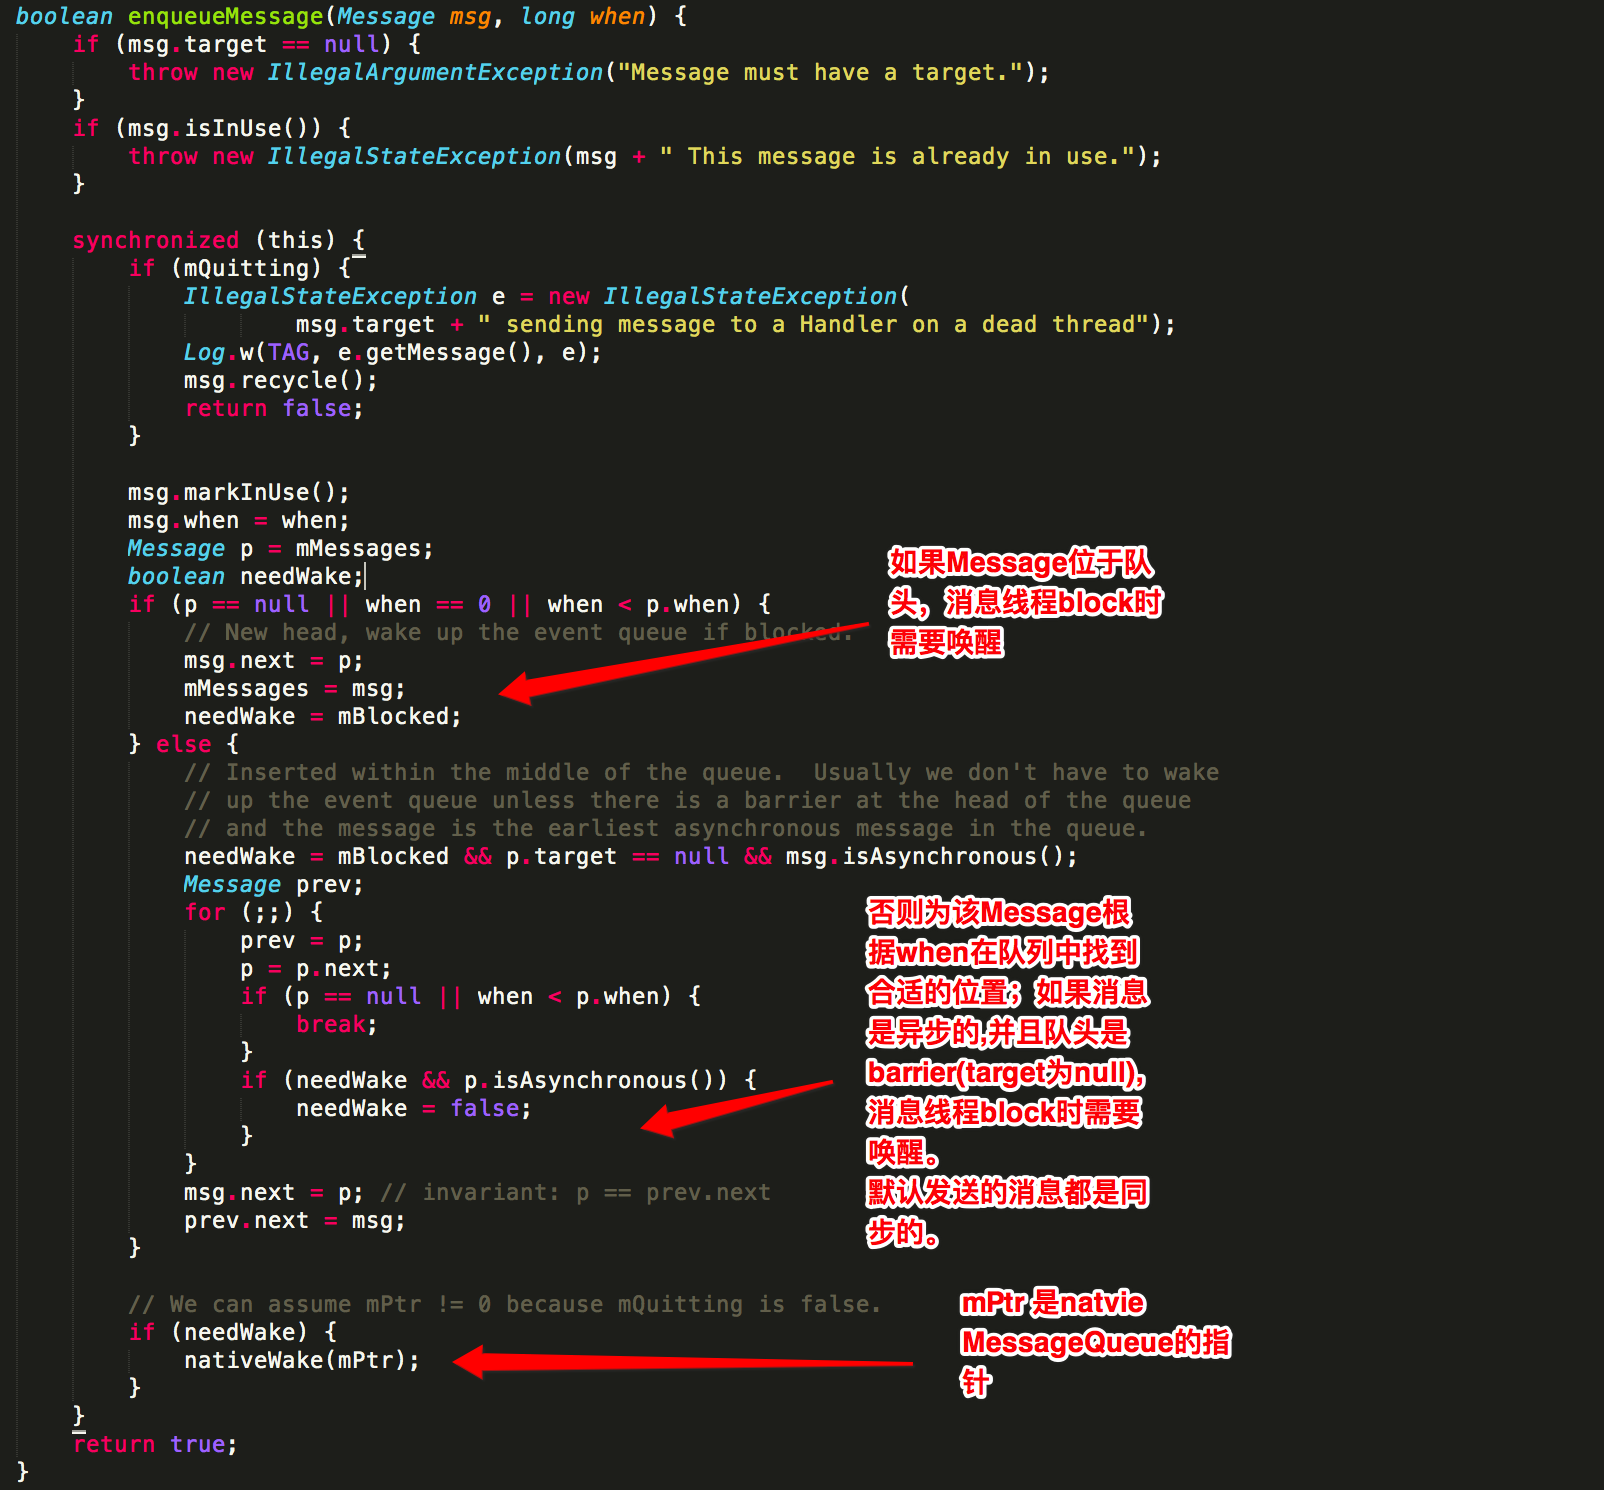 boolean enqueueMessage(Message msg, long when) {
    if (msg.target == null) {
        throw new IllegalArgumentException("Message must have a target.");
    }
    if (msg.isInUse()) {
        throw new IllegalStateException(msg + " This message is already in use.");
    }
    synchronized (this) {
        if (mQuitting) {
            IllegalStateException e = new IllegalStateException(
                    msg.target + " sending message to a Handler on a dead thread");
            Log.w(TAG, e.getMessage(), e);
            msg.recycle();
            return false;
        }
        msg.markInUse();
        msg.when = when;
        Message p = mMessages;
        boolean needWake;
        if (p == null || when == 0 || when < p.when) {
            // New head, wake up the event queue if blocked.
            msg.next = p;
            mMessages = msg;
            needWake = mBlocked;
        } else {
            // Inserted within the middle of the queue.  Usually we don't have to wake
            // up the event queue unless there is a barrier at the head of the queue
            // and the message is the earliest asynchronous message in the queue.
            needWake = mBlocked && p.target == null && msg.isAsynchronous();
            Message prev;
            for (;;) {
                prev = p;
                p = p.next;
                if (p == null || when < p.when) {
                    break;
                }
                if (needWake && p.isAsynchronous()) {
                    needWake = false;
                }
            }
            msg.next = p; // invariant: p == prev.next
            prev.next = msg;
        }
        // We can assume mPtr != 0 because mQuitting is false.
        if (needWake) {
            nativeWake(mPtr);
        }
    }
    return true;
}
如果Message位于队
头，消息线程block时
需要唤醒
否则为该Message根
据when在队列中找到
合适的位置；如果消息
是异步的,并且队头是
barrier(target为null),
消息线程block时需要
唤醒。
默认发送的消息都是同
步的。
mPtr 是natvie
MessageQueue的指
针